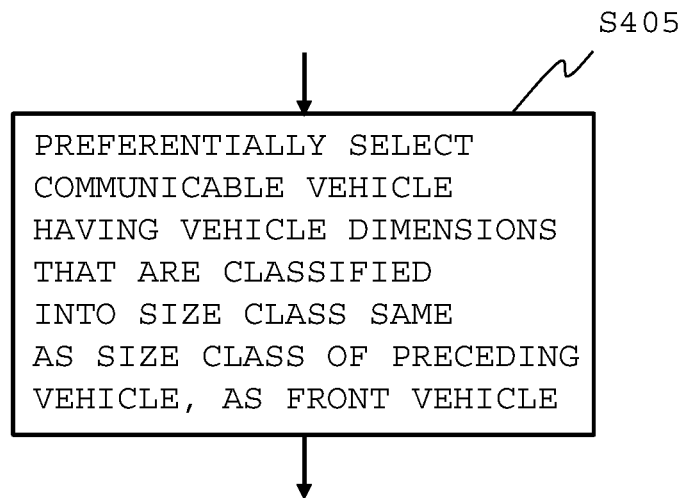 S405
PREFERENTIALLY SELECT
COMMUNICABLE VEHICLE
HAVING VEHICLE DIMENSIONS
THAT ARE CLASSIFIED
INTO SIZE CLASS SAME
AS SIZE CLASS OF PRECEDING
VEHICLE, AS FRONT VEHICLE